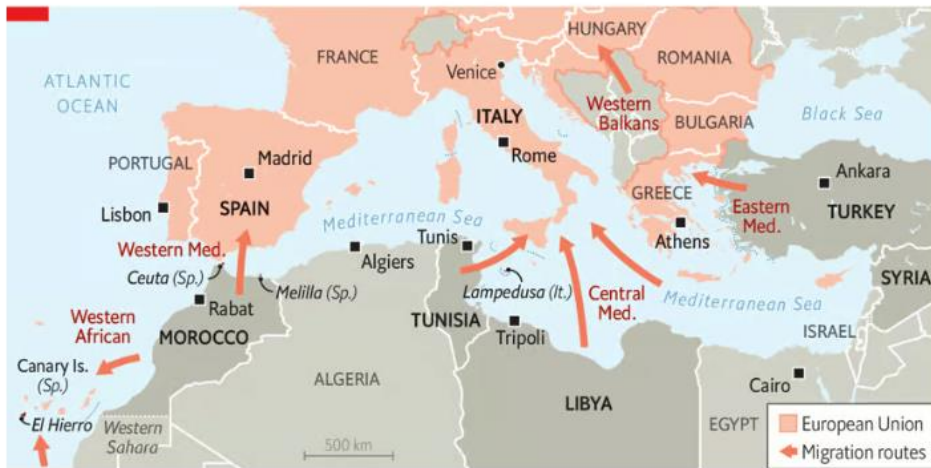 HUNGARY
FRANCE
ROMANIA
ATLANTIC
OCEAN
Venice
Western
Balkans
Black Sea
ITALY
BULGARIA
PORTUGAL
Madrid
Rome
Ankara
GREECE
Lisbon
SPAIN
Mediterranean Sea
Eastern
Med.
TURKEY
Western Med.
Tunis
Athens
Ceuta (Sp.)
Algiers
Melilla (Sp.)
Lampedusa (It.)
SYRIA
Rabat
Central
Med.
Mediterranean Sea
Western
African
MOROCCO
TUNISIA
Tripoli
ISRAEL
Canary Is.
(Sp.)
ALGERIA
Cairo
El Hierro
Western
Sahara
LIBYA
EGYPT
500 km
European Union
Migration routes